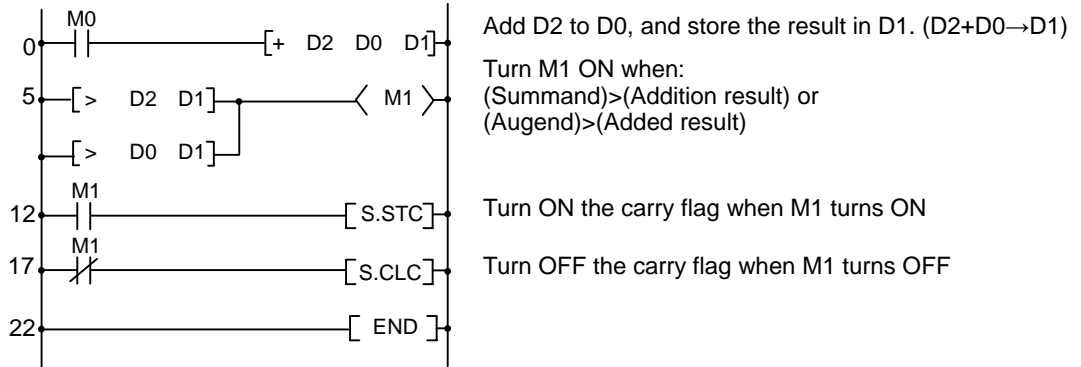 M0
0 [+ D2 D0 D1] Add D2 to D0, and store the result in D1. (D2+D0→D1)
5 [> D2 D1] < M1 > Turn M1 ON when:
(Summand)>(Addition result) or
(Augend)>(Added result)
[> D0 D1]
M1
12 [S.STC] Turn ON the carry flag when M1 turns ON
M1
17 [S.CLC] Turn OFF the carry flag when M1 turns OFF
22 [ END ]